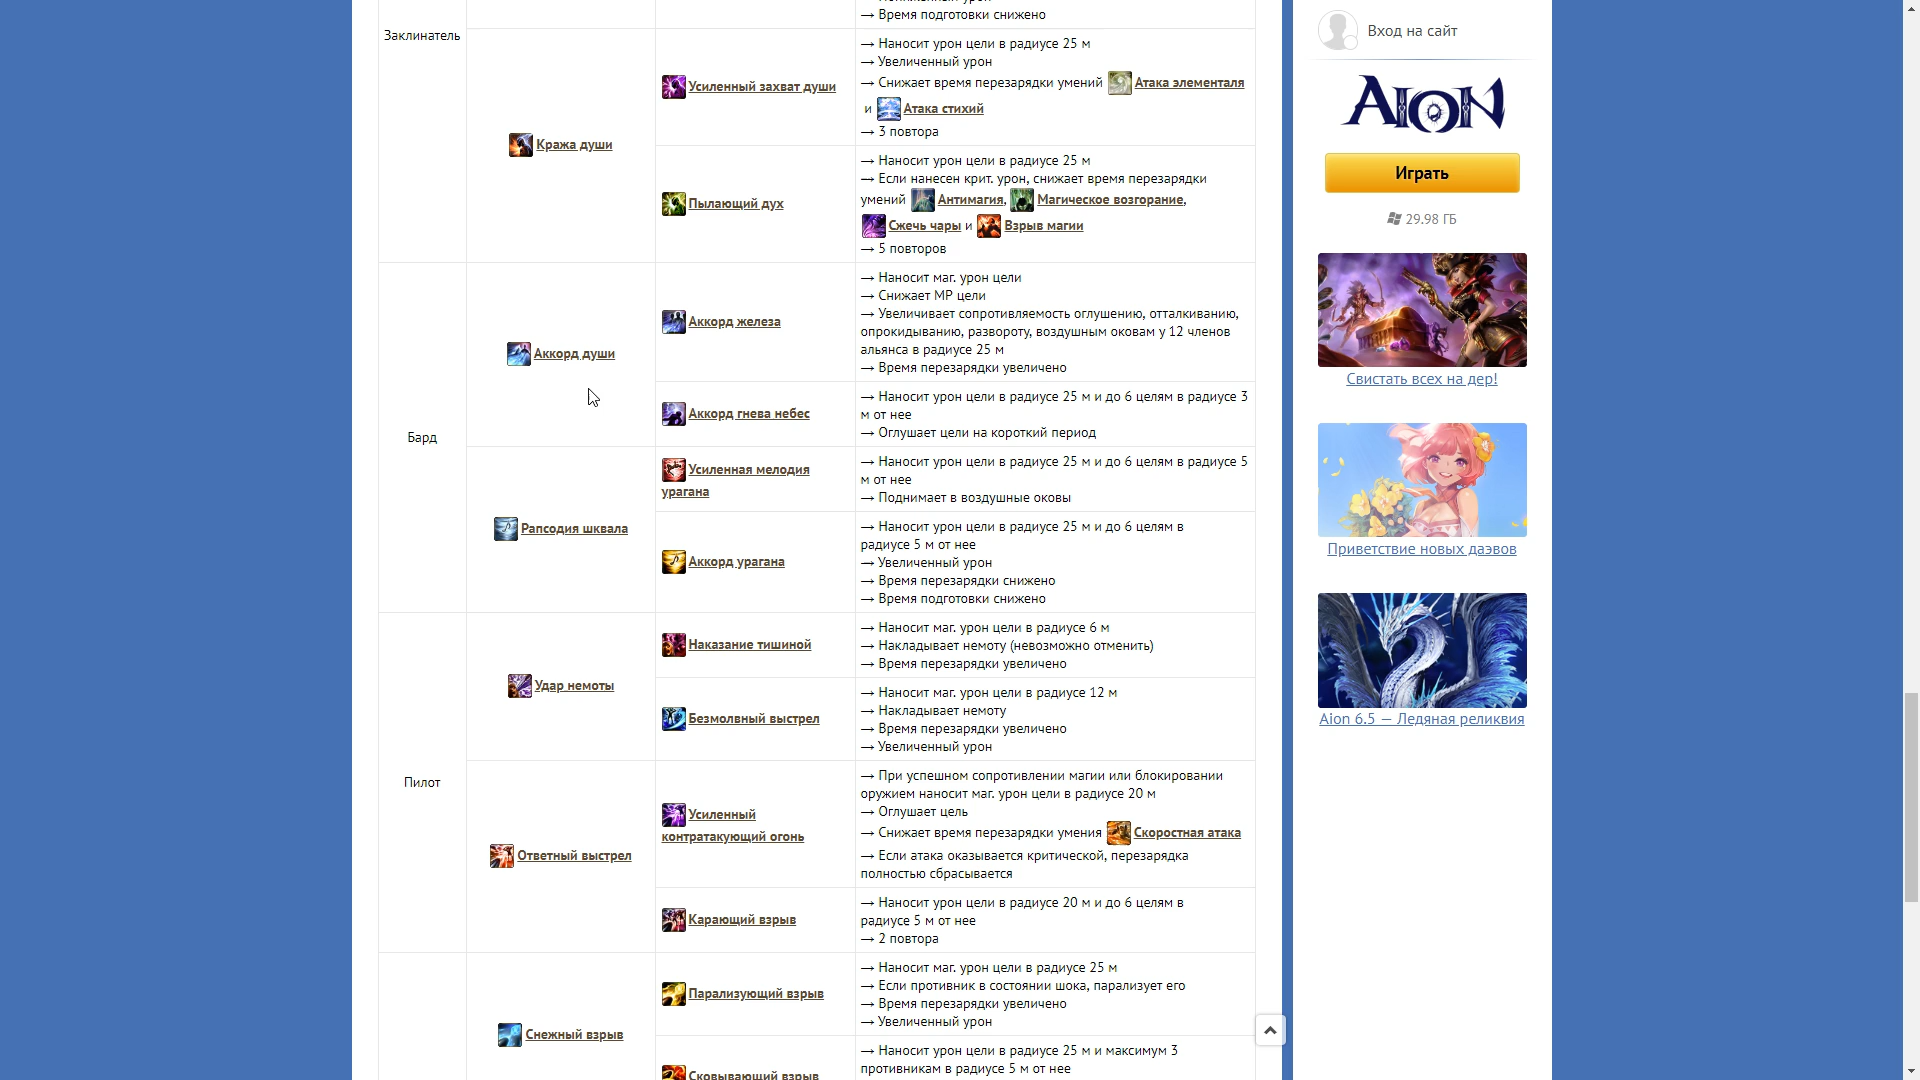 → Время подготовки снижено
Заклинатель
Кража души
Усиленный захват души
→ Наносит урон цели в радиусе 25 м
→ Увеличенный урон
→ Снижает время перезарядки умений Атака элементаля
и Атака стихий
→ 3 повтора
Пылающий дух
→ Наносит урон цели в радиусе 25 м
→ Если нанесен крит. урон, снижает время перезарядки
умений Антимагия, Магическое возгорание,
Сжечь чары и Взрыв магии
→ 5 повторов
Бард
Аккорд души
Аккорд железа
→ Наносит маг. урон цели
→ Снижает MP цели
→ Увеличивает сопротивляемость оглушению, отталкиванию,
опрокидыванию, развороту, воздушным оковам у 12 членов
альянса в радиусе 25 м
→ Время перезарядки увеличено
Аккорд гнева небес
→ Наносит урон цели в радиусе 25 м и до 6 целям в радиусе 3
м от нее
→ Оглушает цели на короткий период
Рапсодия шквала
Усиленная мелодия
урагана
→ Наносит урон цели в радиусе 25 м и до 6 целям в радиусе 5
м от нее
→ Поднимает в воздушные оковы
Аккорд урагана
→ Наносит урон цели в радиусе 25 м и до 6 целям в
радиусе 5 м от нее
→ Увеличенный урон
→ Время перезарядки снижено
→ Время подготовки снижено
Пилот
Удар немоты
Наказание тишиной
→ Наносит маг. урон цели в радиусе 6 м
→ Накладывает немоту (невозможно отменить)
→ Время перезарядки увеличено
Безмолвный выстрел
→ Наносит маг. урон цели в радиусе 12 м
→ Накладывает немоту
→ Время перезарядки увеличено
→ Увеличенный урон
Ответный выстрел
Усиленный
контратакующий огонь
→ При успешном сопротивлении магии или блокировании
оружием наносит маг. урон цели в радиусе 20 м
→ Оглушает цель
→ Снижает время перезарядки умения Скоростная атака
→ Если атака оказывается критической, перезарядка
полностью сбрасывается
Карающий взрыв
→ Наносит урон цели в радиусе 20 м и до 6 целям в
радиусе 5 м от нее
→ 2 повтора
Снежный взрыв
Парализующий взрыв
→ Наносит маг. урон цели в радиусе 25 м
→ Если противник в состоянии шока, парализует его
→ Время перезарядки увеличено
→ Увеличенный урон
Сковывающий взрыв
→ Наносит урон цели в радиусе 25 м и максимум 3
противникам в радиусе 5 м от нее
Вход на сайт
AION
Играть
29.98 ГБ
Свистать всех на дер!
Приветствие новых даэвов
Aion 6.5 — Ледяная реликвия